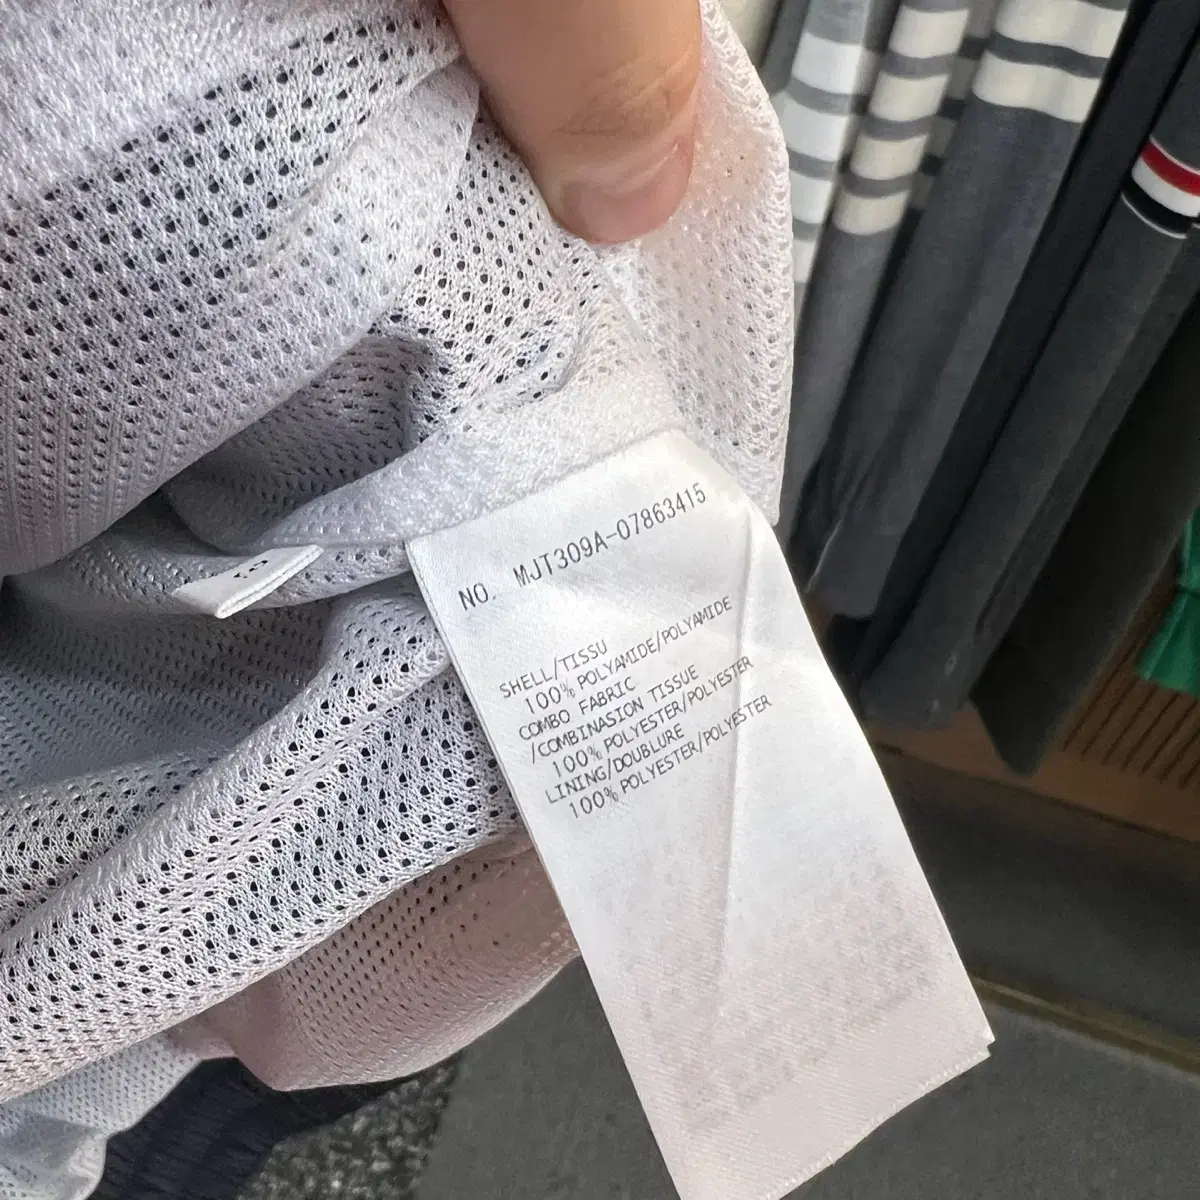 NO. MJT309A-07863415
SHELL/TISSU
100% POLYAMIDE/POLYAMIDE
COMBO FABRIC
/COMBINASION TISSUE
100% POLYESTER/POLYESTER
LINING/DOUBLURE
100% POLYESTER/POLYESTER